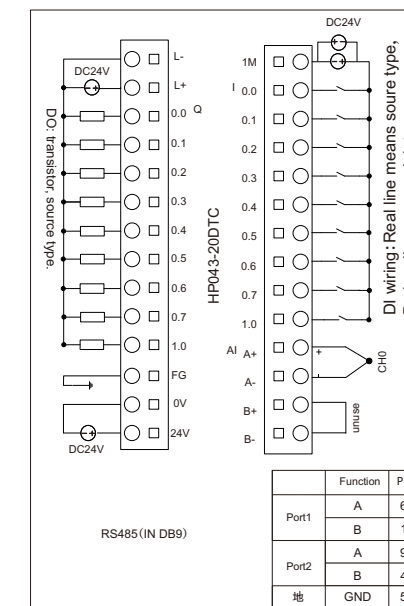 DC24V
L-
L+
0.0 Q
0.1
0.2
0.3
0.4
0.5
0.6
0.7
1.0
FG
0V
24V
DC24V
DO: transistor, source type.
HP043-20DTC
DC24V
1M
I 0.0
0.1
0.2
0.3
0.4
0.5
0.6
0.7
1.0
AI A+
A-
B+
B-
+
-
CH0
unuse
DI wiring: Real line means soure type,
RS485(IN DB9)
Function P
Port1 A 6
B 1
Port2 A 9
B 4
地 GND 5